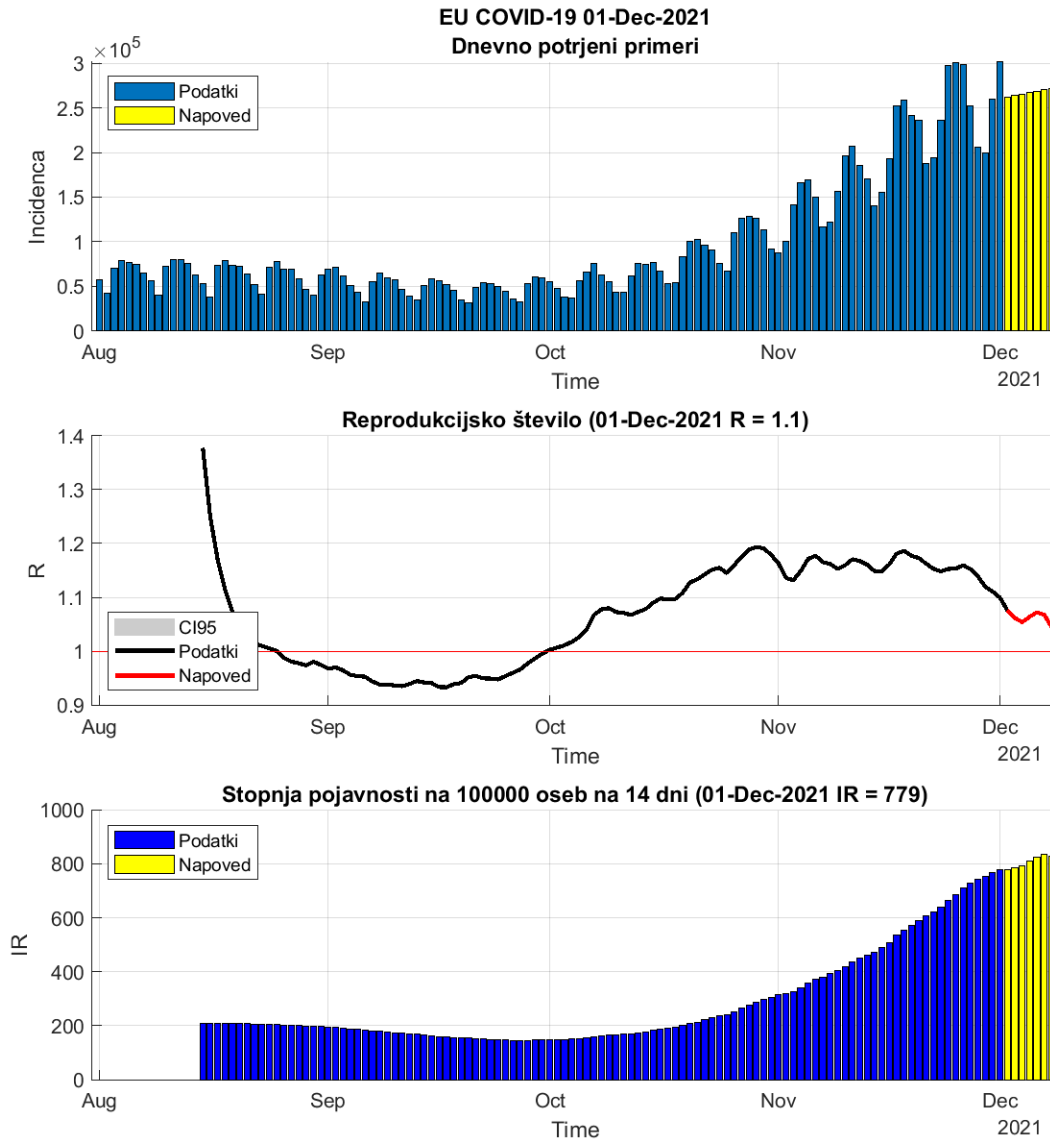 EU COVID-19 01-Dec-2021
Dnevno potrjeni primeri
×10^5
3
2.5
2
1.5
1
0.5
0
Incidenca
Podatki
Napoved
Aug Sep Oct Nov Dec
2021
Time
Reprodukcijsko število (01-Dec-2021 R = 1.1)
1.4
1.3
1.2
1.1
1
0.9
R
CI95
Podatki
Napoved
Aug Sep Oct Nov Dec
2021
Time
Stopnja pojavnosti na 100000 oseb na 14 dni (01-Dec-2021 IR = 779)
1000
800
600
400
200
0
IR
Podatki
Napoved
Aug Sep Oct Nov Dec
2021
Time